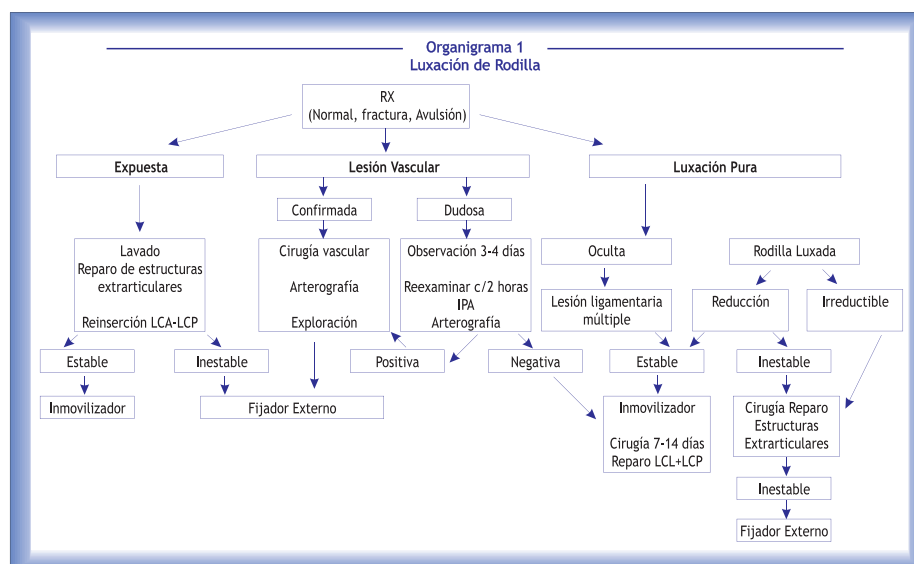 Organigrama 1
Luxación de Rodilla
RX
(Normal, fractura, Avulsión)
Expuesta
Lesión Vascular
Luxación Pura
Confirmada
Dudosa
Lavado
Reparo de estructuras
extrarticulares
Reinserción LCA-LCP
Cirugía vascular
Arterografía
Exploración
Observación 3-4 días
Reexaminar c/2 horas
IPA
Arterografía
Oculta
Rodilla Luxada
Lesión ligamentaria
múltiple
Reducción
Irreductible
Estable
Inestable
Positiva
Negativa
Estable
Inestable
Inmovilizador
Fijador Externo
Inmovilizador
Cirugía 7-14 días
Reparo LCL+LCP
Cirugía Reparo
Estructuras
Extrarticulares
Inestable
Fijador Externo